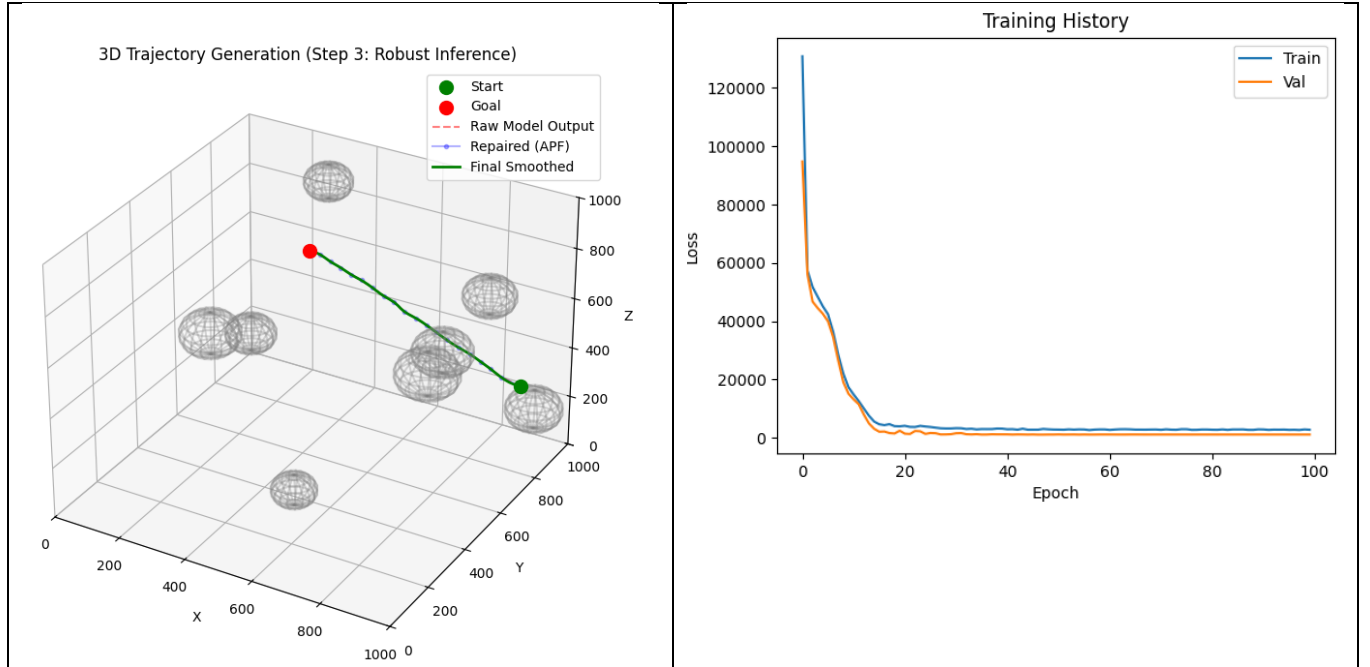 3D Trajectory Generation (Step 3: Robust Inference)
Start
Goal
Raw Model Output
Repaired (APF)
Final Smoothed
1000
800
600
Z
400
200
0
0
200
400
600
800
1000
X
0
200
400
600
800
1000
Y
Training History
Train
Val
120000
100000
80000
60000
40000
20000
0
Loss
0 20 40 60 80 100
Epoch